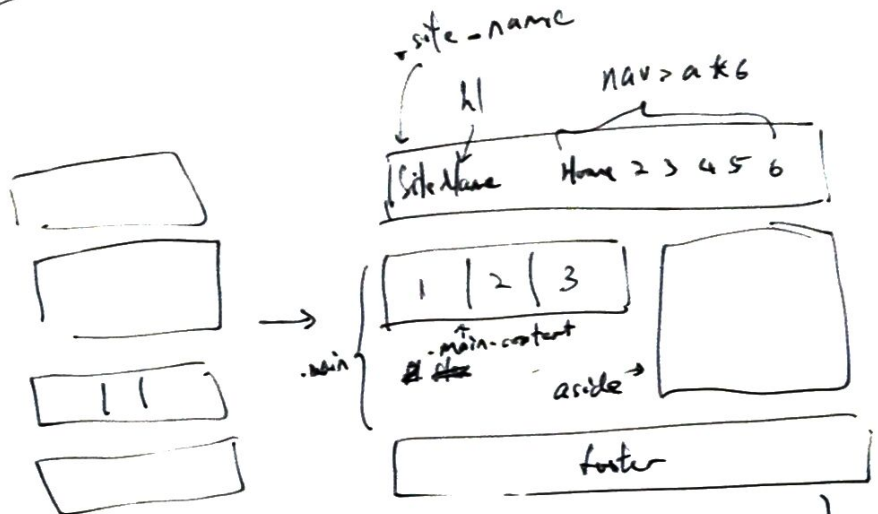 .site-name
h1
nav>a*6
SiteName Home 2 3 4 5 6
1 2 3
.main-content
.main
aside
footer